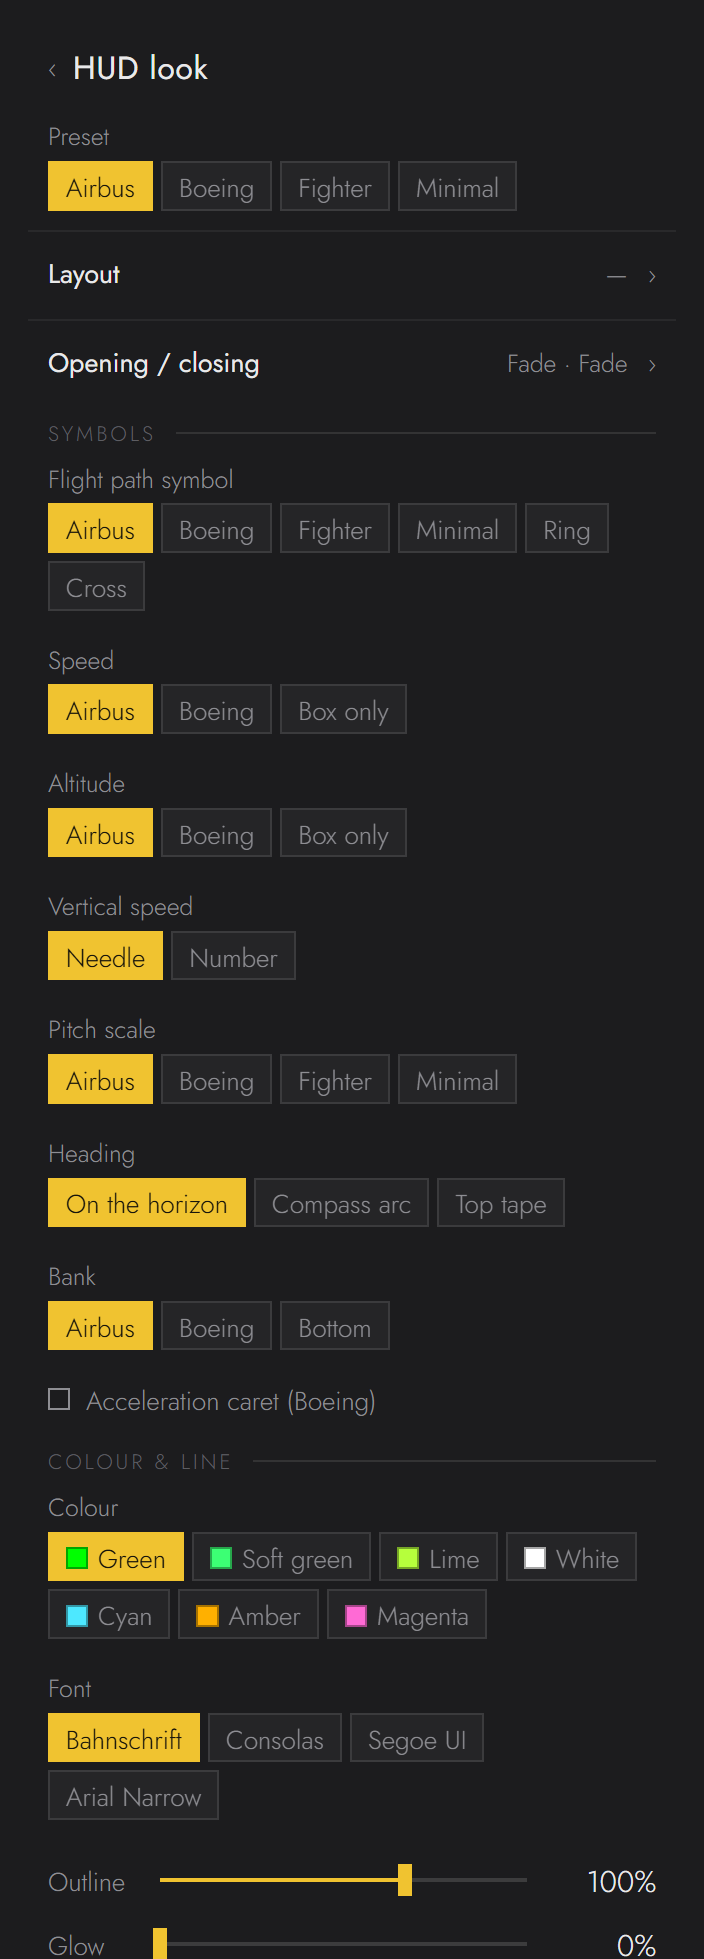 ‹ HUD look
Preset
Airbus Boeing Fighter Minimal
Layout — ›
Opening / closing Fade · Fade ›
SYMBOLS
Flight path symbol
Airbus Boeing Fighter Minimal Ring
Cross
Speed
Airbus Boeing Box only
Altitude
Airbus Boeing Box only
Vertical speed
Needle Number
Pitch scale
Airbus Boeing Fighter Minimal
Heading
On the horizon Compass arc Top tape
Bank
Airbus Boeing Bottom
Acceleration caret (Boeing)
COLOUR & LINE
Colour
Green Soft green Lime White
Cyan Amber Magenta
Font
Bahnschrift Consolas Segoe UI
Arial Narrow
Outline 100%
Glow 0%